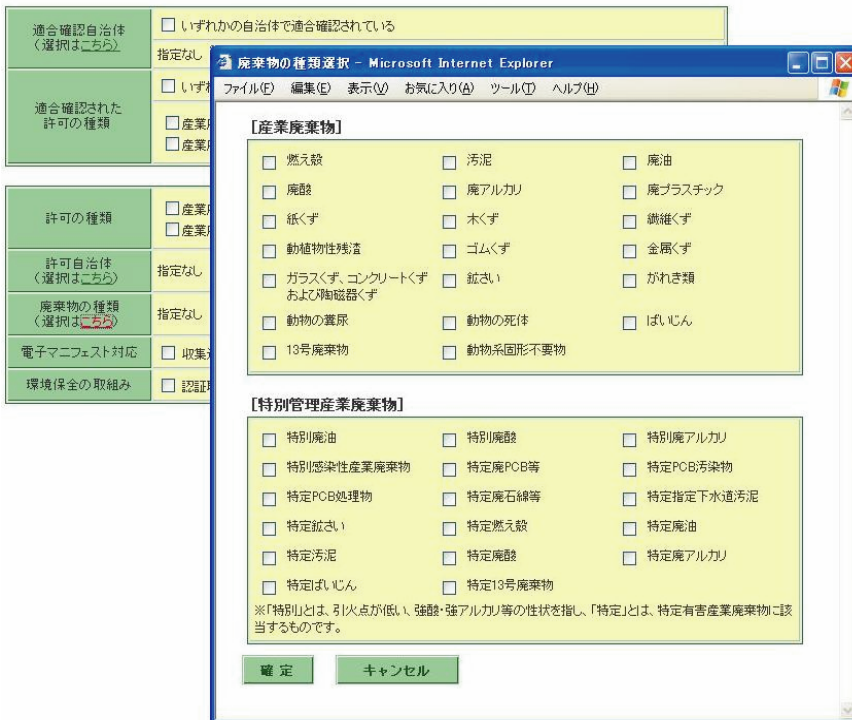 適合確認自治体
(選択はこちら)
いずれかの自治体で適合確認されている
指定なし
適合確認された
許可の種類
いず
産業
産業
許可の種類
産業
産業
許可自治体
(選択はこちら)
指定なし
廃棄物の種類
(選択はこちら)
指定なし
電子マニフェスト対応
収集
環境保全の取組み
認証
廃棄物の種類選択 - Microsoft Internet Explorer
ファイル(F) 編集(E) 表示(V) お気に入り(A) ツール(T) ヘルプ(H)
[産業廃棄物]
燃え殻 汚泥 廃油
廃酸 廃アルカリ 廃プラスチック
紙くず 木くず 繊維くず
動植物性残渣 ゴムくず 金属くず
ガラスくず、コンクリートくず
および陶磁器くず 鉱さい がれき類
動物の糞尿 動物の死体 ばいじん
13号廃棄物 動物系固形不要物
[特別管理産業廃棄物]
特別廃油 特別廃酸 特別廃アルカリ
特別感染性産業廃棄物 特定廃PCB等 特定PCB汚染物
特定PCB処理物 特定廃石綿等 特定指定下水道汚泥
特定鉱さい 特定燃え殻 特定廃油
特定汚泥 特定廃酸 特定廃アルカリ
特定ばいじん 特定13号廃棄物
※「特別」とは、引火点が低い、強酸・強アルカリ等の性状を指し、「特定」とは、特定有害産業廃棄物に該
当するものです。
確定 キャンセル